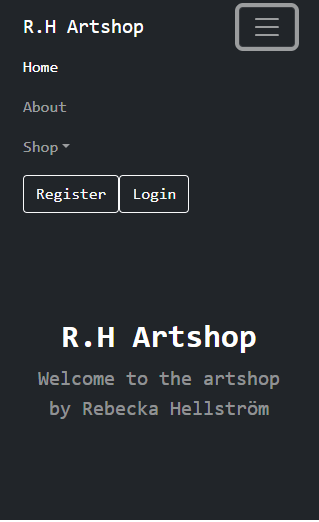 R.H Artshop
Home
About
Shop
Register Login
R.H Artshop
Welcome to the artshop
by Rebecka Hellström